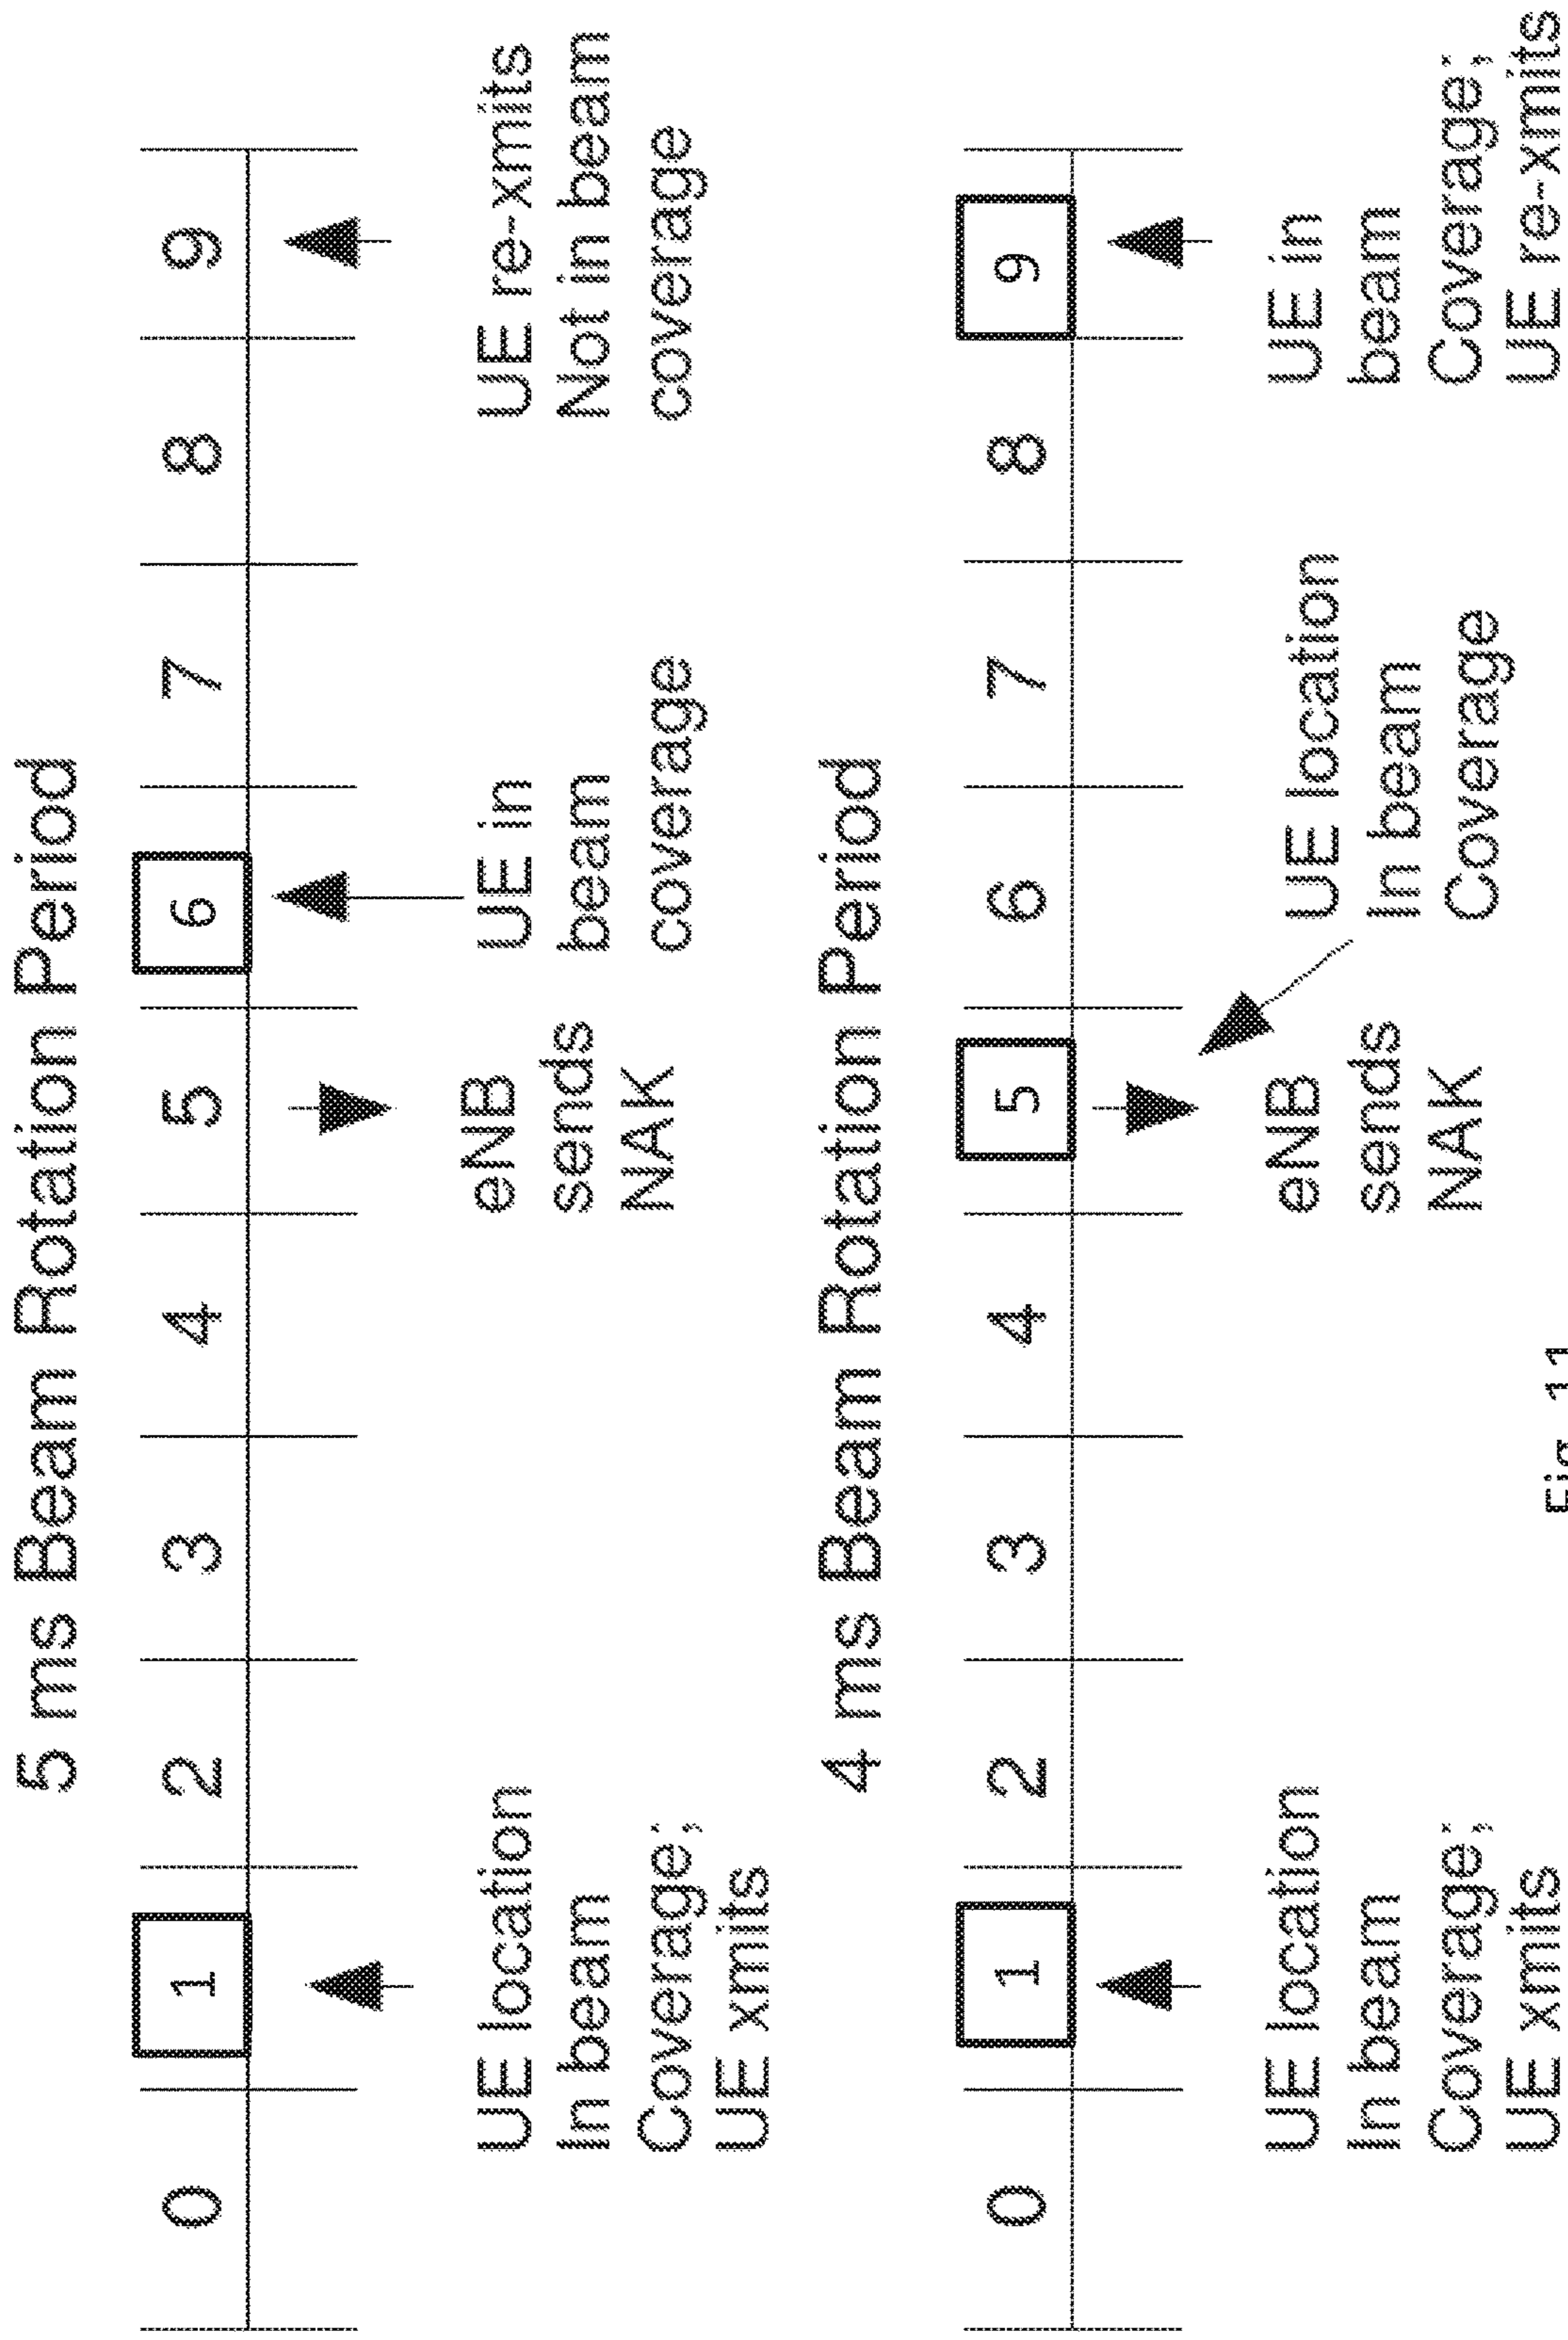 5 ms Beam Rotation Period
0 1 2 3 4 5 6 7 8 9
UE location
In beam
Coverage;
UE xmits
eNB
sends
NAK
UE in
beam
coverage
UE re-xmits
Not in beam
coverage
4 ms Beam Rotation Period
0 1 2 3 4 5 6 7 8 9
UE location
In beam
Coverage;
UE xmits
eNB
sends
NAK
UE location
In beam
Coverage
UE in
beam
Coverage;
UE re-xmits
Fig. 11